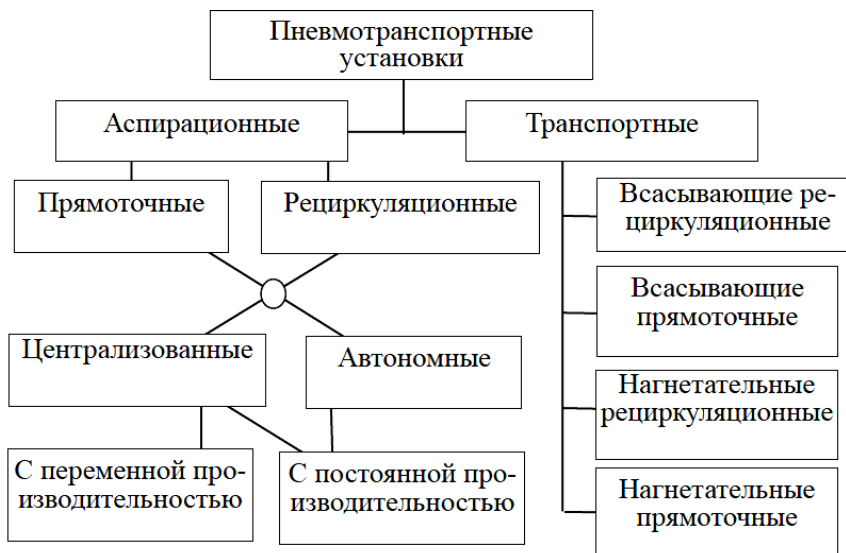 Пневмотранспортные
установки
Аспирационные
Транспортные
Прямоточные
Рециркуляционные
Всасывающие ре-
циркуляционные
Всасывающие
прямоточные
Централизованные
Автономные
Нагнетательные
рециркуляционные
С переменной про-
изводительностью
С постоянной про-
изводительностью
Нагнетательные
прямоточные